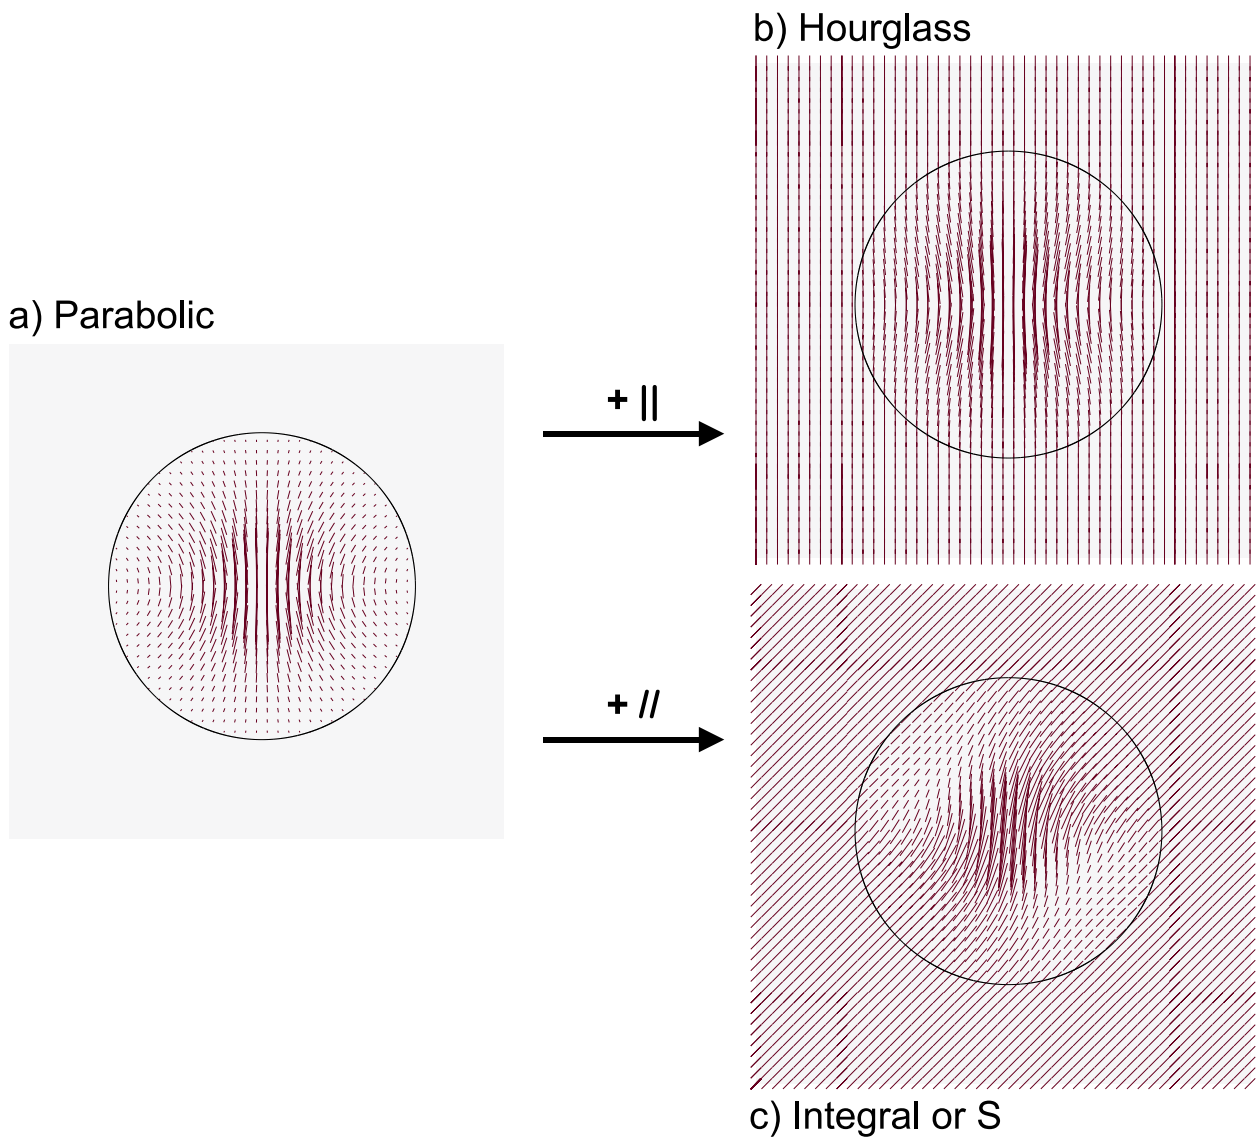 b) Hourglass
a) Parabolic
+ ||
+ //
c) Integral or S